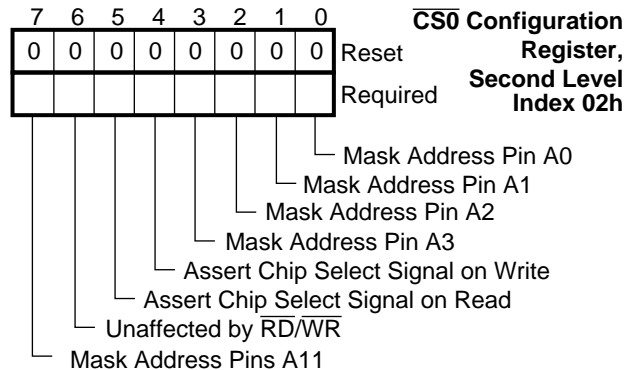 7 6 5 4 3 2 1 0
CS0 Configuration
Register,
Second Level
Index 02h
0 0 0 0 0 0 0 0 Reset
Required
Mask Address Pin A0
Mask Address Pin A1
Mask Address Pin A2
Mask Address Pin A3
Assert Chip Select Signal on Write
Assert Chip Select Signal on Read
Unaffected by RD/WR
Mask Address Pins A11